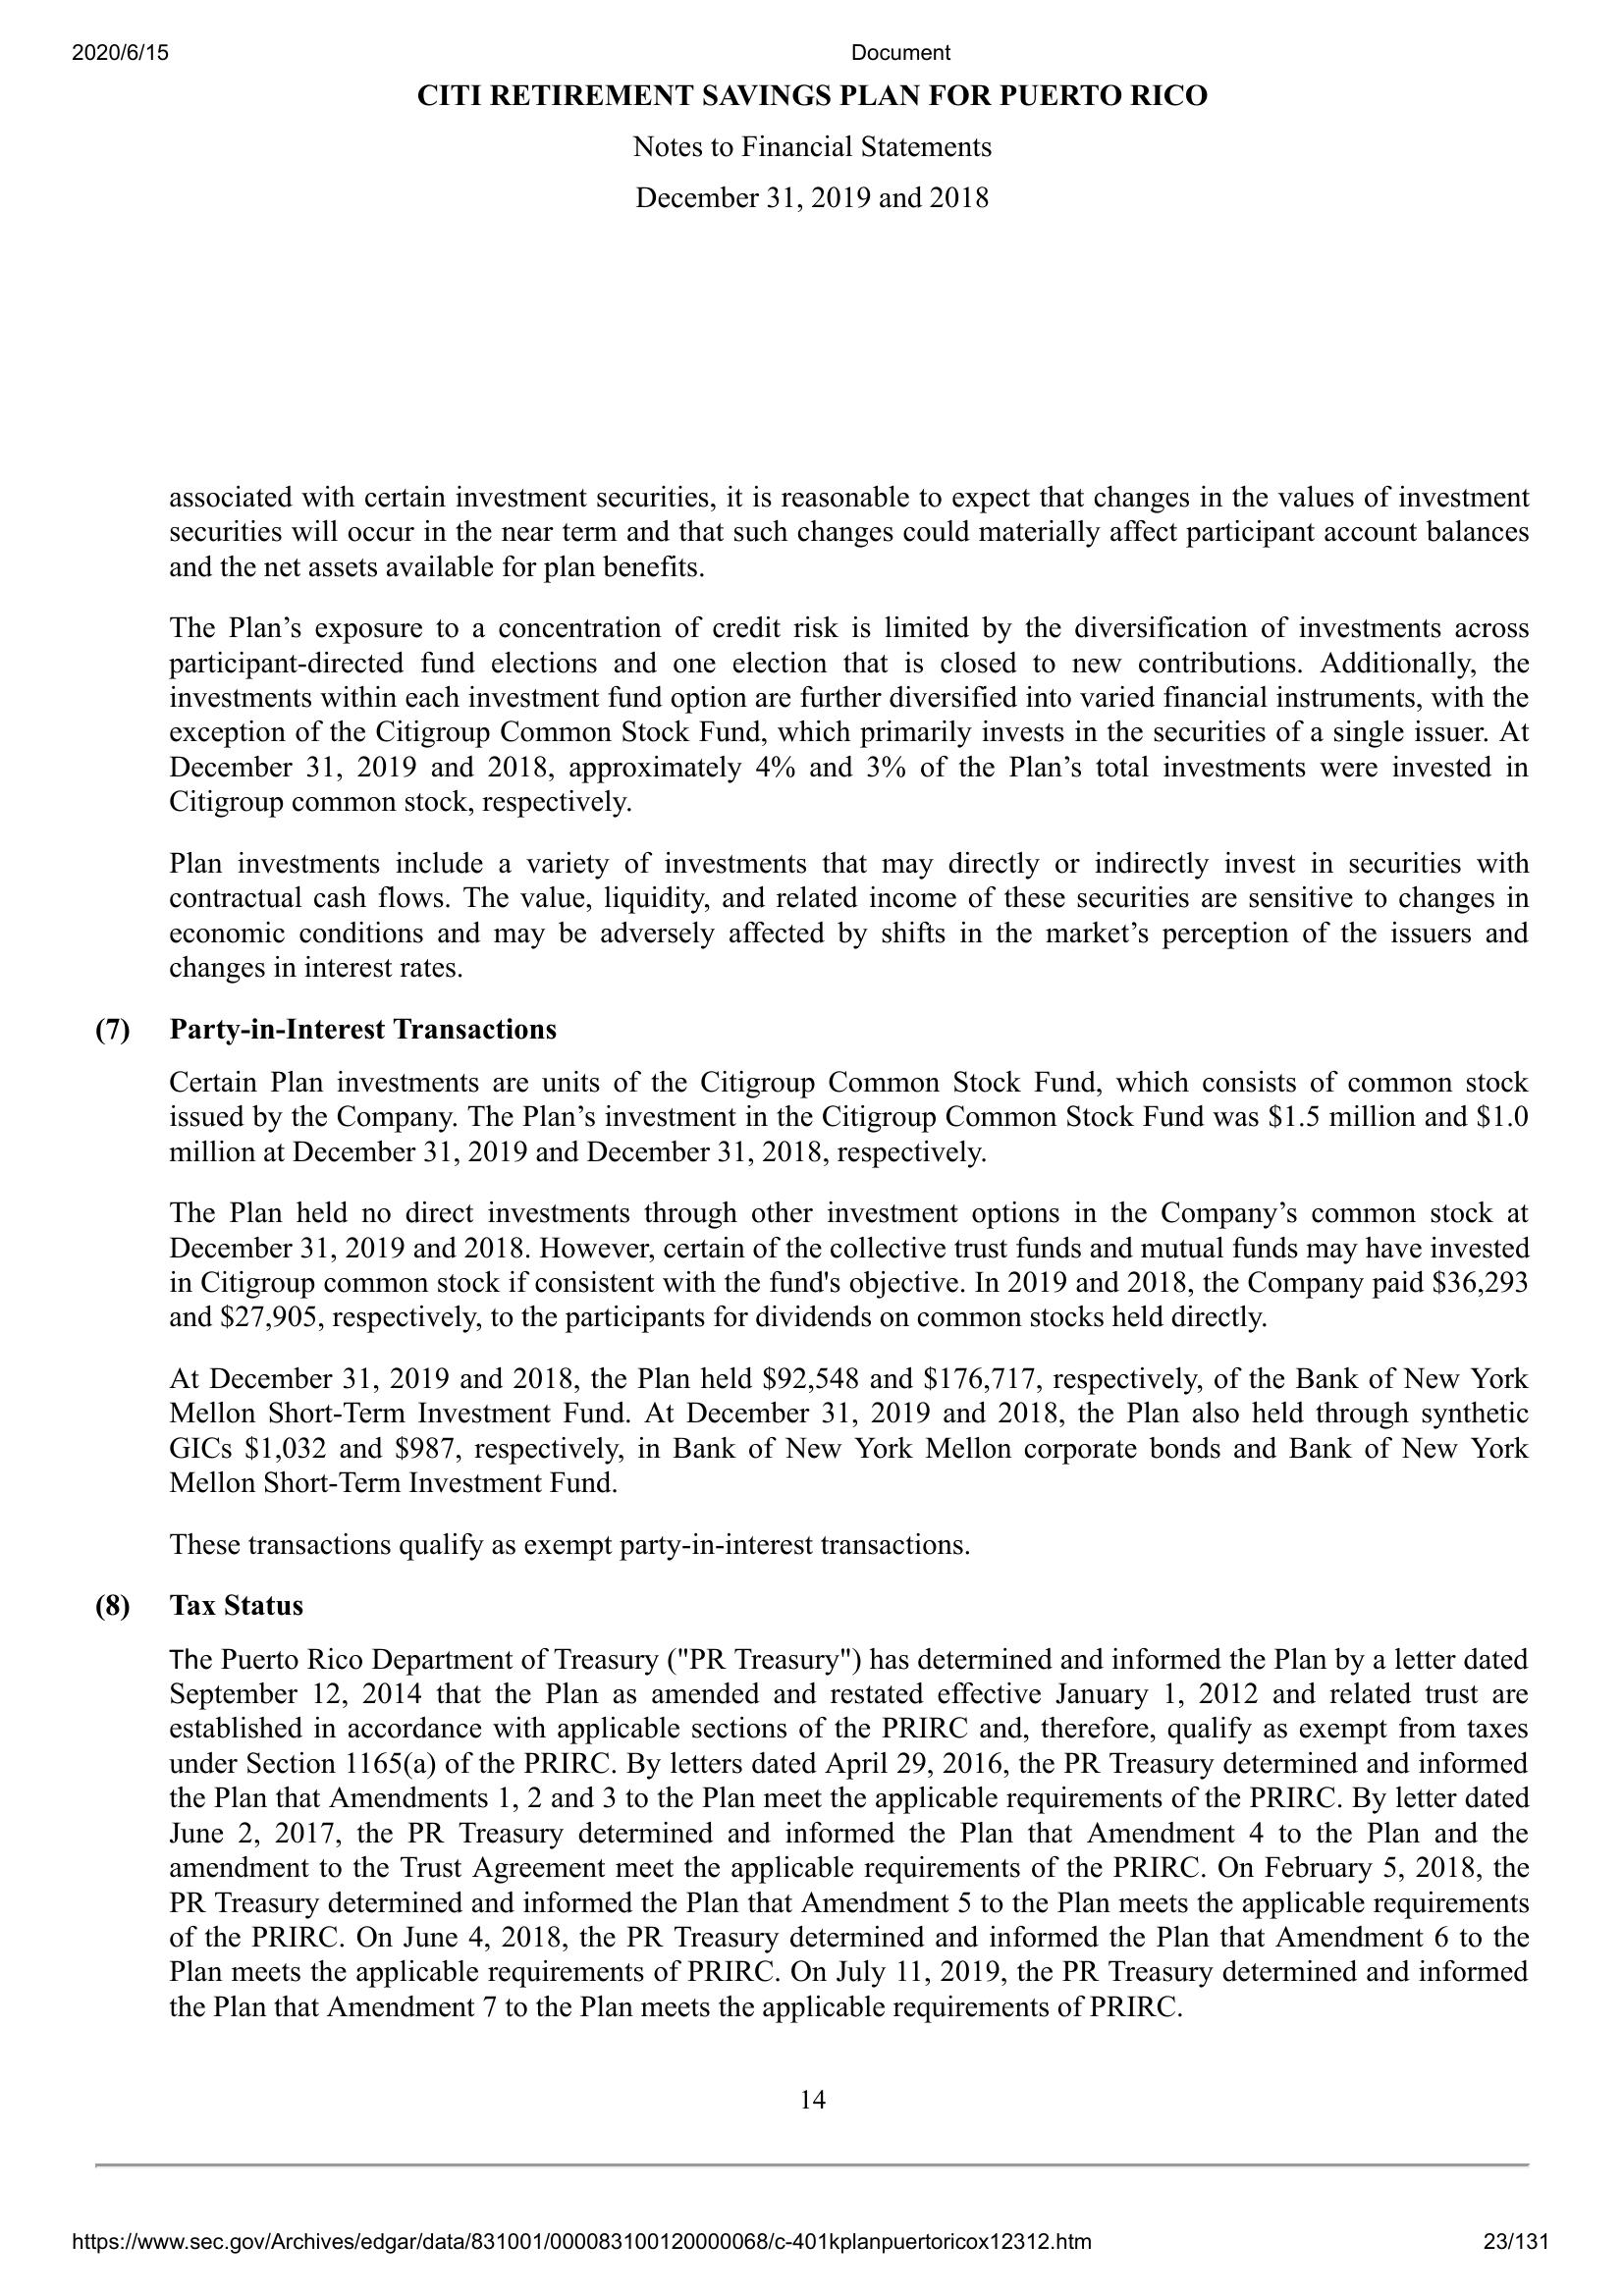 2020/6/15 Document
CITI RETIREMENT SAVINGS PLAN FOR PUERTO RICO
Notes to Financial Statements
December 31, 2019 and 2018
associated with certain investment securities, it is reasonable to expect that changes in the values of investment
securities will occur in the near term and that such changes could materially affect participant account balances
and the net assets available for plan benefits.
The Plan’s exposure to a concentration of credit risk is limited by the diversification of investments across
participant-directed fund elections and one election that is closed to new contributions. Additionally, the
investments within each investment fund option are further diversified into varied financial instruments, with the
exception of the Citigroup Common Stock Fund, which primarily invests in the securities of a single issuer. At
December 31, 2019 and 2018, approximately 4% and 3% of the Plan’s total investments were invested in
Citigroup common stock, respectively.
Plan investments include a variety of investments that may directly or indirectly invest in securities with
contractual cash flows. The value, liquidity, and related income of these securities are sensitive to changes in
economic conditions and may be adversely affected by shifts in the market’s perception of the issuers and
changes in interest rates.
(7) Party-in-Interest Transactions
Certain Plan investments are units of the Citigroup Common Stock Fund, which consists of common stock
issued by the Company. The Plan’s investment in the Citigroup Common Stock Fund was $1.5 million and $1.0
million at December 31, 2019 and December 31, 2018, respectively.
The Plan held no direct investments through other investment options in the Company’s common stock at
December 31, 2019 and 2018. However, certain of the collective trust funds and mutual funds may have invested
in Citigroup common stock if consistent with the fund's objective. In 2019 and 2018, the Company paid $36,293
and $27,905, respectively, to the participants for dividends on common stocks held directly.
At December 31, 2019 and 2018, the Plan held $92,548 and $176,717, respectively, of the Bank of New York
Mellon Short-Term Investment Fund. At December 31, 2019 and 2018, the Plan also held through synthetic
GICs $1,032 and $987, respectively, in Bank of New York Mellon corporate bonds and Bank of New York
Mellon Short-Term Investment Fund.
These transactions qualify as exempt party-in-interest transactions.
(8) Tax Status
The Puerto Rico Department of Treasury ("PR Treasury") has determined and informed the Plan by a letter dated
September 12, 2014 that the Plan as amended and restated effective January 1, 2012 and related trust are
established in accordance with applicable sections of the PRIRC and, therefore, qualify as exempt from taxes
under Section 1165(a) of the PRIRC. By letters dated April 29, 2016, the PR Treasury determined and informed
the Plan that Amendments 1, 2 and 3 to the Plan meet the applicable requirements of the PRIRC. By letter dated
June 2, 2017, the PR Treasury determined and informed the Plan that Amendment 4 to the Plan and the
amendment to the Trust Agreement meet the applicable requirements of the PRIRC. On February 5, 2018, the
PR Treasury determined and informed the Plan that Amendment 5 to the Plan meets the applicable requirements
of the PRIRC. On June 4, 2018, the PR Treasury determined and informed the Plan that Amendment 6 to the
Plan meets the applicable requirements of PRIRC. On July 11, 2019, the PR Treasury determined and informed
the Plan that Amendment 7 to the Plan meets the applicable requirements of PRIRC.
14
https://www.sec.gov/Archives/edgar/data/831001/000083100120000068/c-401kplanpuertoricox12312.htm 23/131